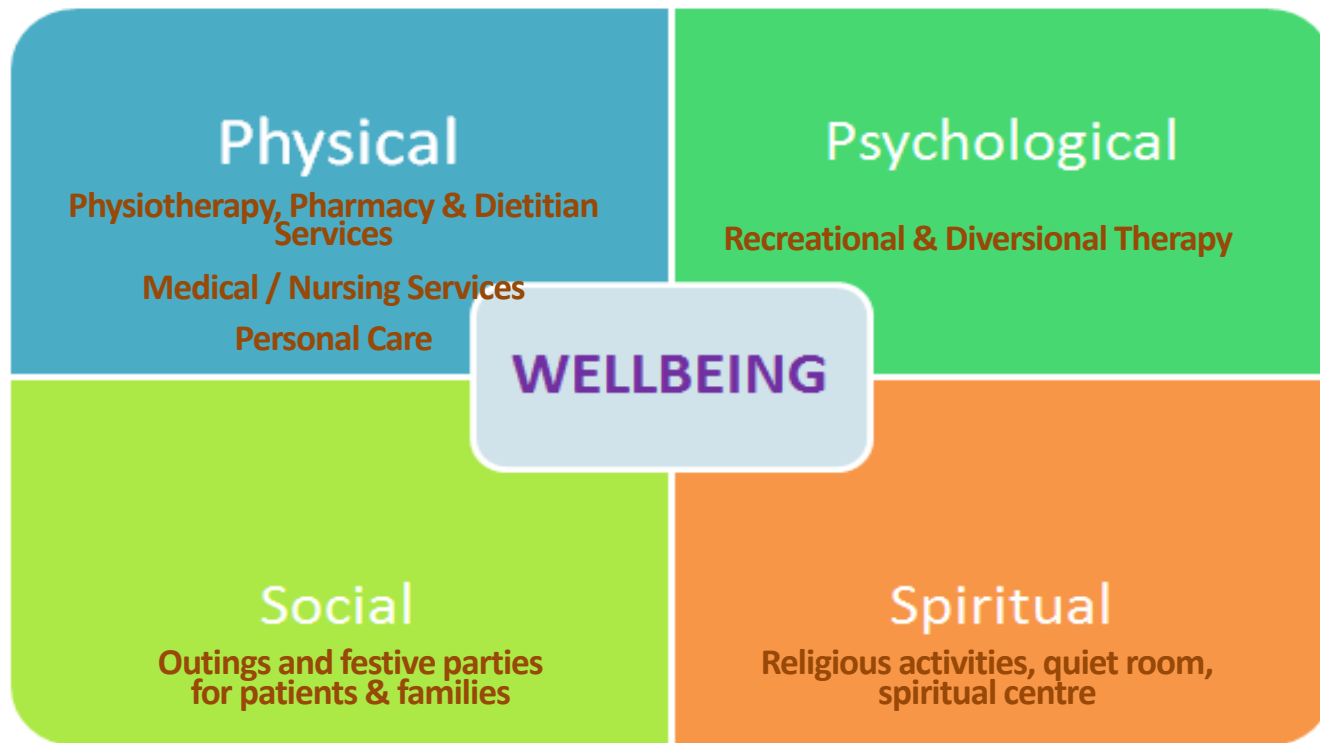 Physical
Physiotherapy, Pharmacy & Dietitian
Services
Medical / Nursing Services
Personal Care
Psychological
Recreational & Diversional Therapy
WELLBEING
Social
Outings and festive parties
for patients & families
Spiritual
Religious activities, quiet room,
spiritual centre